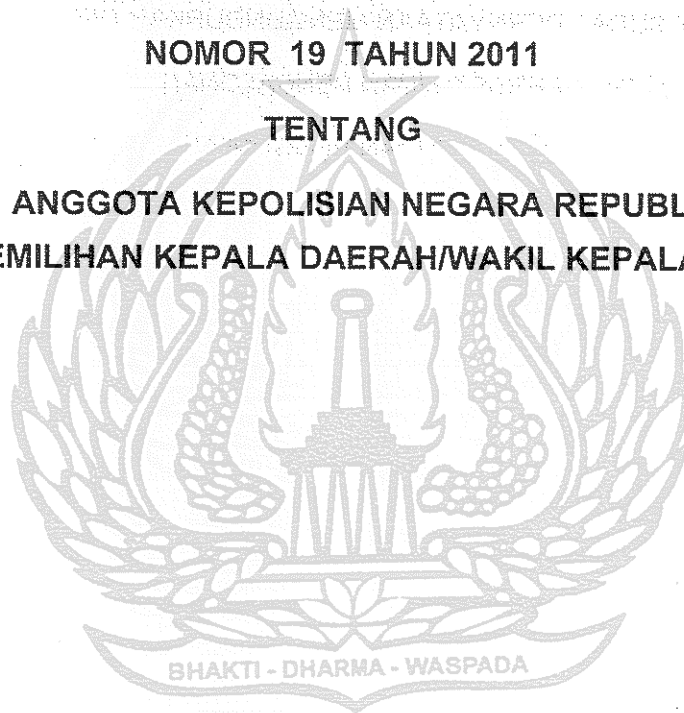 NOMOR 19 TAHUN 2011
TENTANG
ANGGOTA KEPOLISIAN NEGARA REPUBL
EMILIHAN KEPALA DAERAH/WAKIL KEPALA
BHAKTI - DHARMA - WASPADA